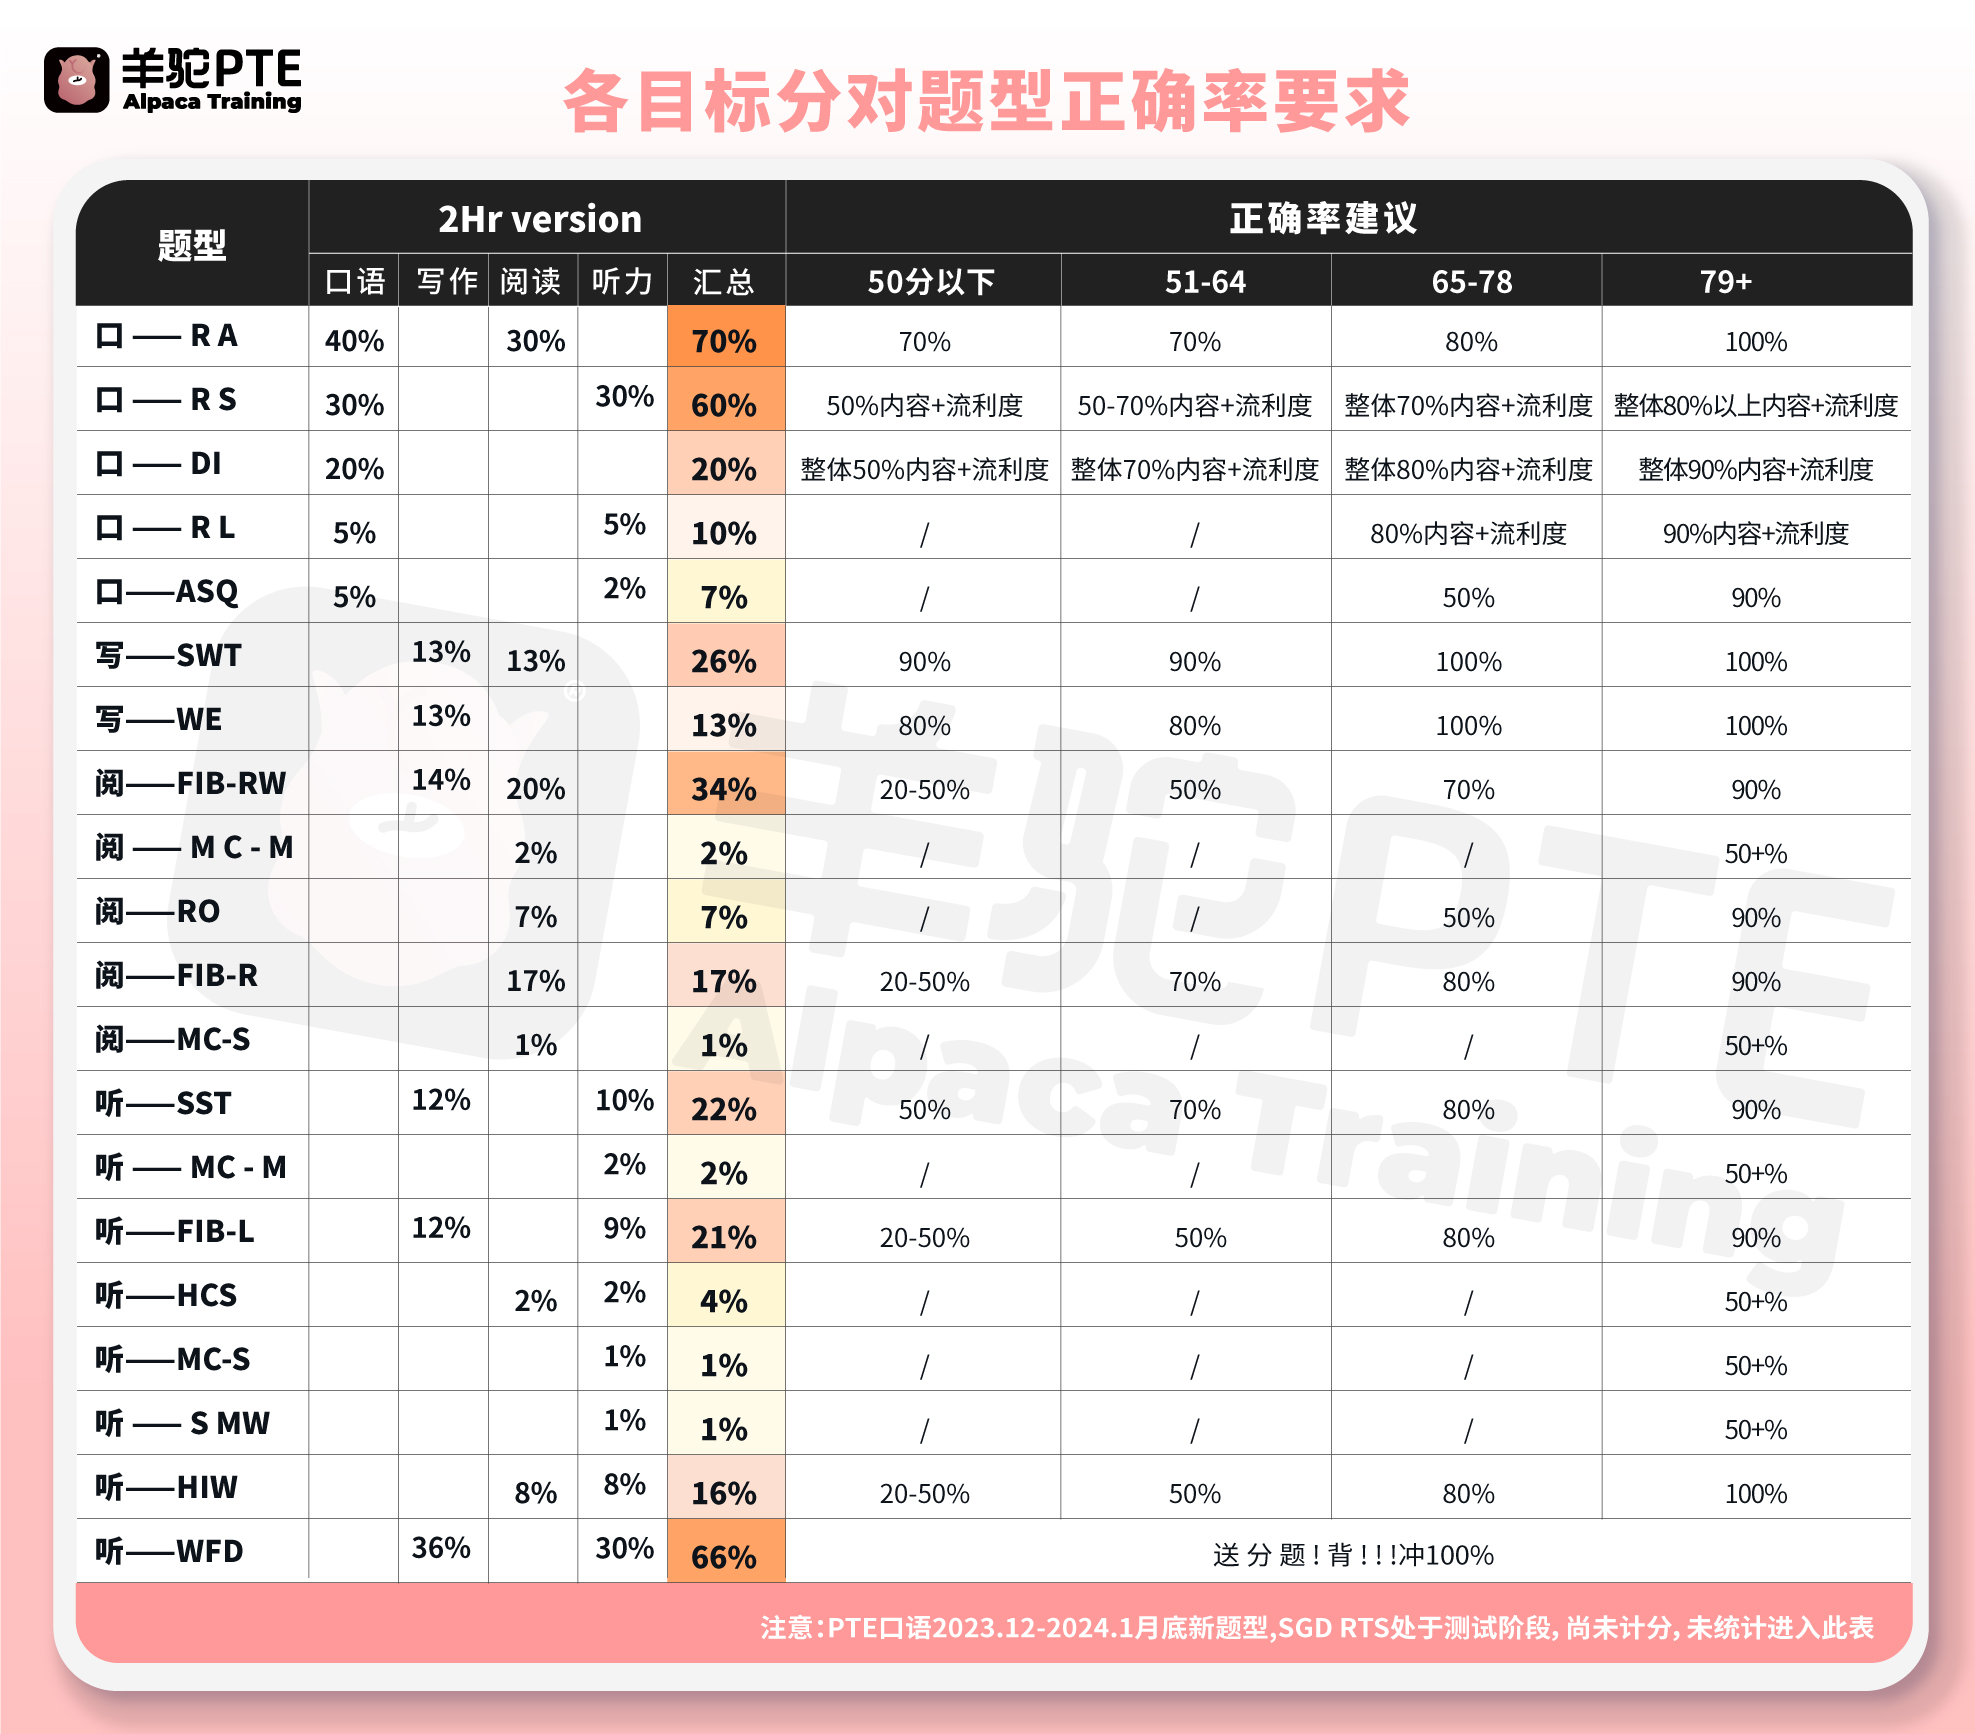 羊驼PTE
Alpaca Training
各目标分对题型正确率要求
题型 2Hr version 正确率建议
口语 写作 阅读 听力 汇总 50分以下 51-64 65-78 79+
口 —— R A 40% 30% 70% 70% 70% 80% 100%
口 —— R S 30% 30% 60% 50%内容+流利度 50-70%内容+流利度 整体70%内容+流利度 整体80%以上内容+流利度
口 —— DI 20% 20% 整体50%内容+流利度 整体70%内容+流利度 整体80%内容+流利度 整体90%内容+流利度
口 —— R L 5% 5% 10% / / 80%内容+流利度 90%内容+流利度
口——ASQ 5% 2% 7% / / 50% 90%
写——SWT 13% 13% 26% 90% 90% 100% 100%
写——WE 13% 13% 80% 80% 100% 100%
阅——FIB-RW 14% 20% 34% 20-50% 50% 70% 90%
阅 —— M C - M 2% 2% / / / 50+%
阅——RO 7% 7% / / 50% 90%
阅——FIB-R 17% 17% 20-50% 70% 80% 90%
阅——MC-S 1% 1% / / / 50+%
听——SST 12% 10% 22% 50% 70% 80% 90%
听 —— MC - M 2% 2% / / 50+%
听——FIB-L 12% 9% 21% 20-50% 50% 80% 90%
听——HCS 2% 2% 4% / / / 50+%
听——MC-S 1% 1% / / / 50+%
听 —— S MW 1% 1% / / / 50+%
听——HIW 8% 8% 16% 20-50% 50% 80% 100%
听——WFD 36% 30% 66% 送 分 题 ! 背 ! ! !冲100%
注意：PTE口语2023.12-2024.1月底新题型,SGD RTS处于测试阶段，尚未计分，未统计进入此表
羊驼PTE
Alpaca Training